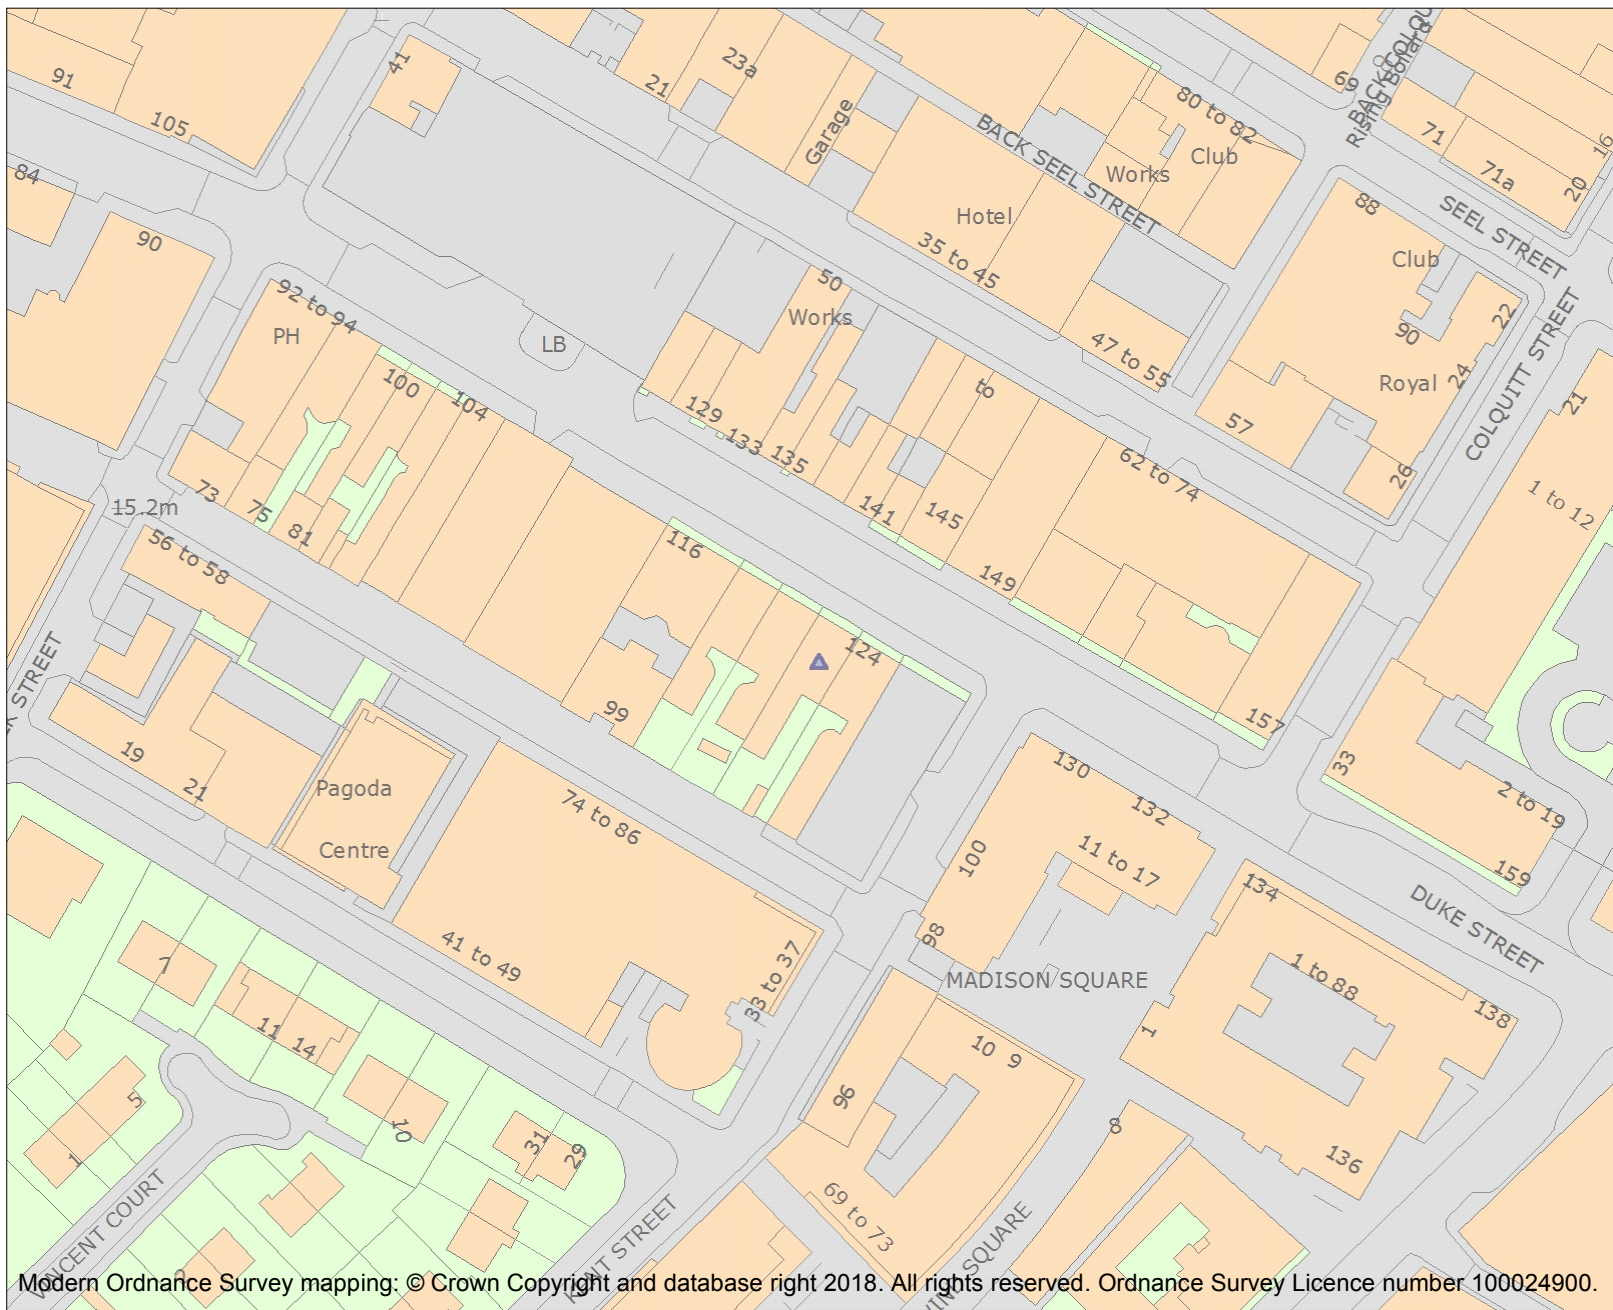 91
105
41
21
23a
Garage
BACK SEEL STREET
80 to 82
Club
Works
69
BACK COLQU
Rising Bollard
71
71a
16
20
84
90
Hotel
35 to 45
88
SEEL STREET
Club
22
90
24
Royal
COLQUITT STREET
21
92 to 94
PH
LB
50
Works
47 to 55
57
26
1 to 12
100
104
129
133
135
to
62 to 74
141
145
149
73
75
81
15.2m
56 to 58
116
124
157
33
2 to 19
159
STREET
99
19
21
Pagoda
Centre
74 to 86
130
132
11 to 17
100
98
134
DUKE STREET
41 to 49
33 to 37
MADISON SQUARE
1 to 88
138
1
7
11
14
10
9
96
5
1
10
31
29
8
136
69 to 73
VINCENT COURT
2
KENT STREET
SQUARE
Modern Ordnance Survey mapping: © Crown Copyright and database right 2018. All rights reserved. Ordnance Survey Licence number 100024900.